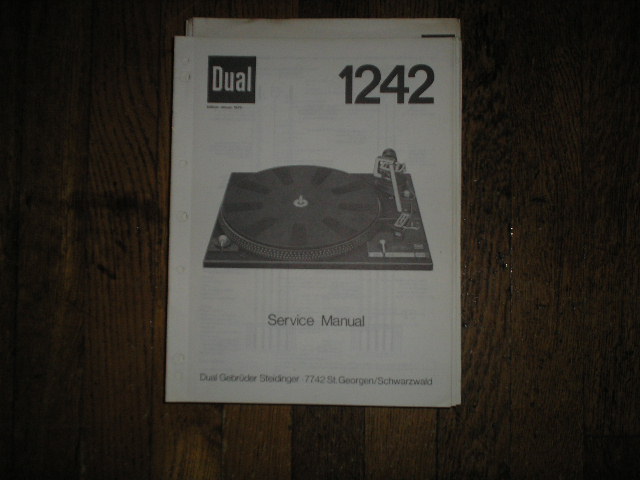 Dual
1242
Service Manual
Dual Gebrüder Steidinger 7742 St. Georgen/Schwarzwald